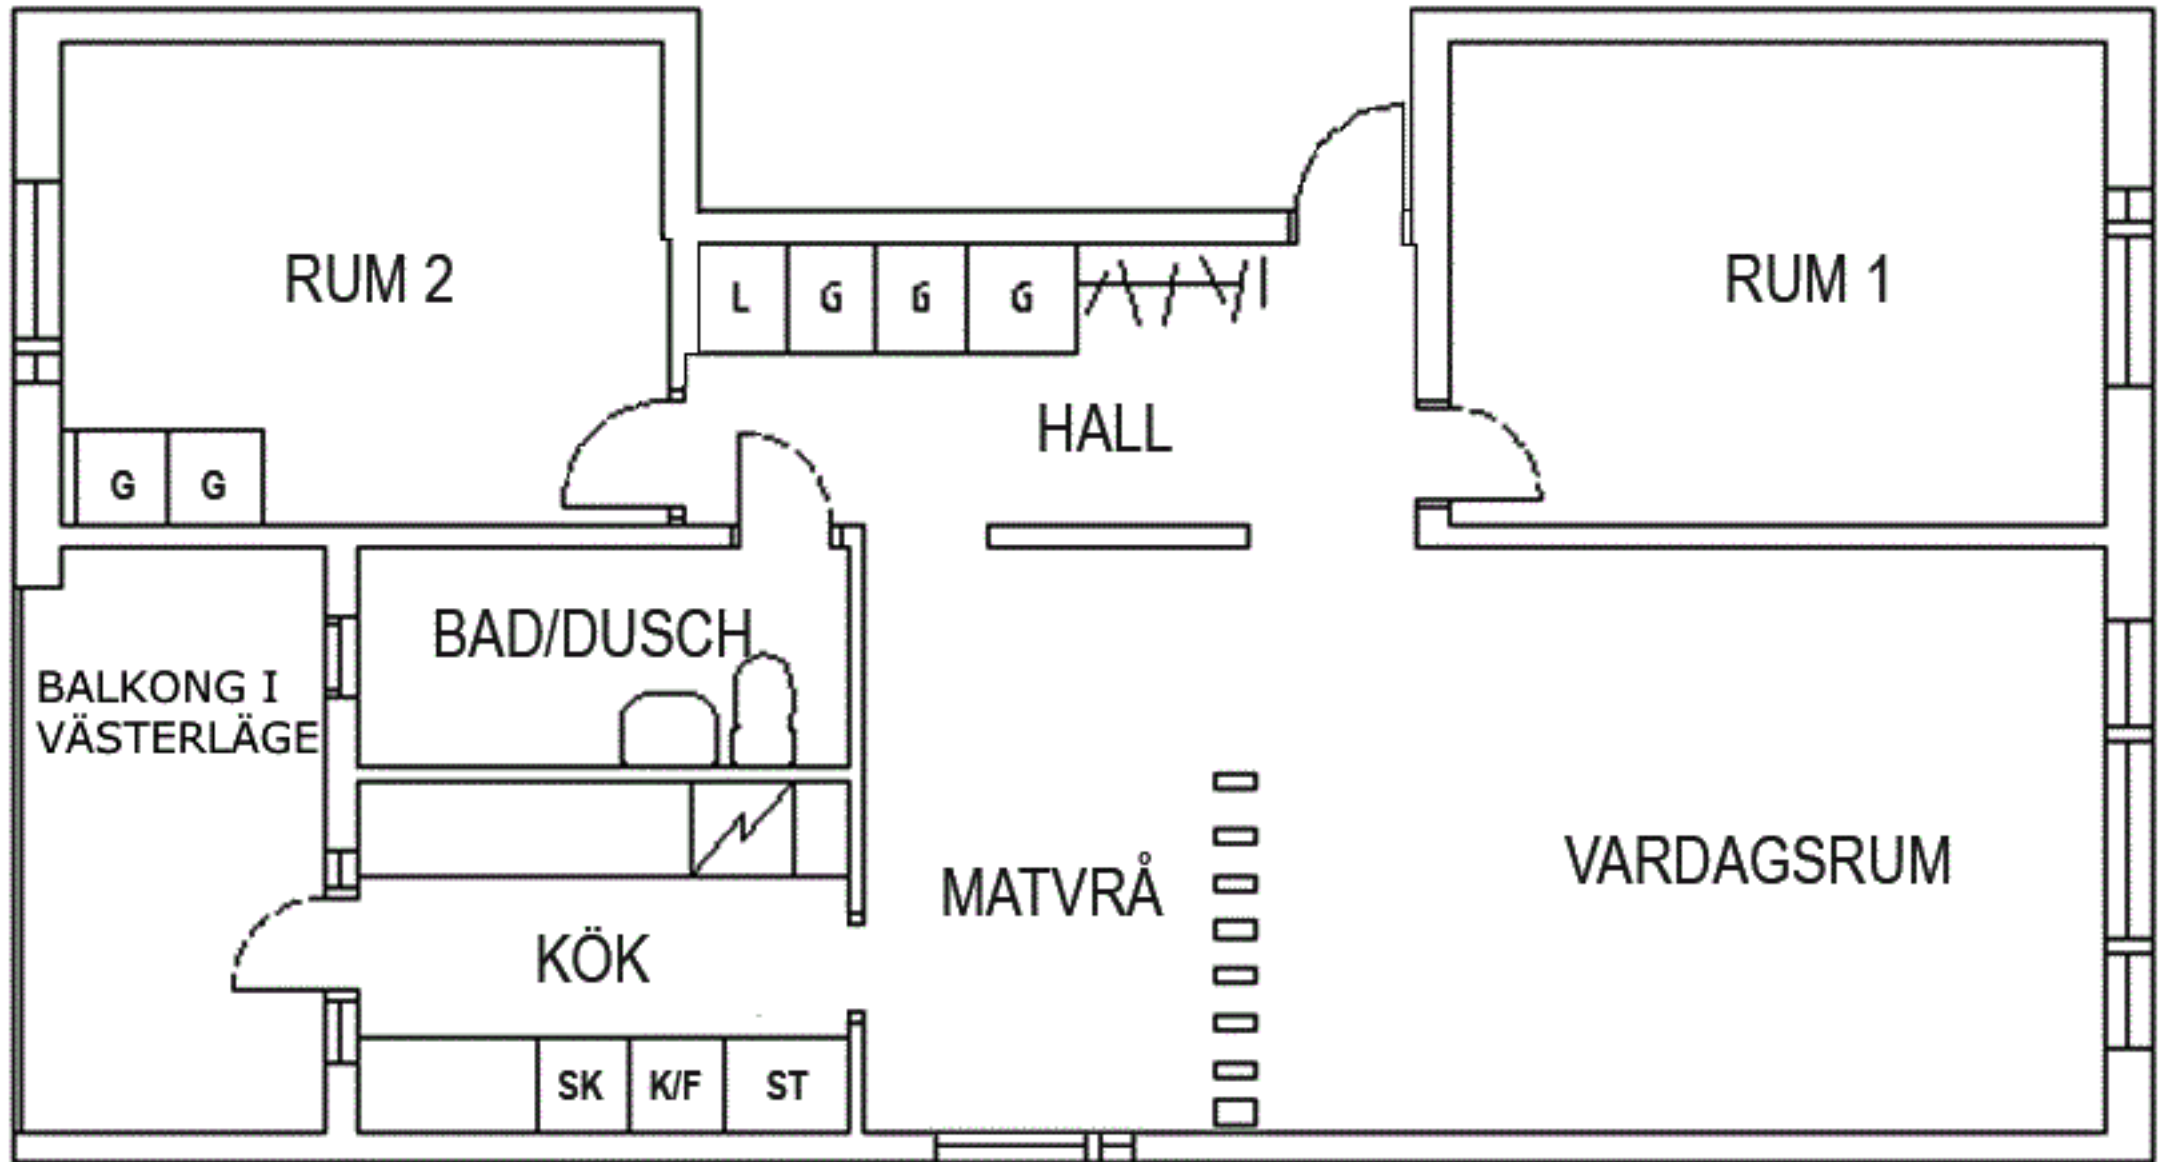 RUM 2
RUM 1
L G G G
HALL
G G
BAD/DUSCH
BALKONG I
VÄSTERLÄGE
VARDAGSRUM
MATVRÅ
KÖK
SK K/F ST